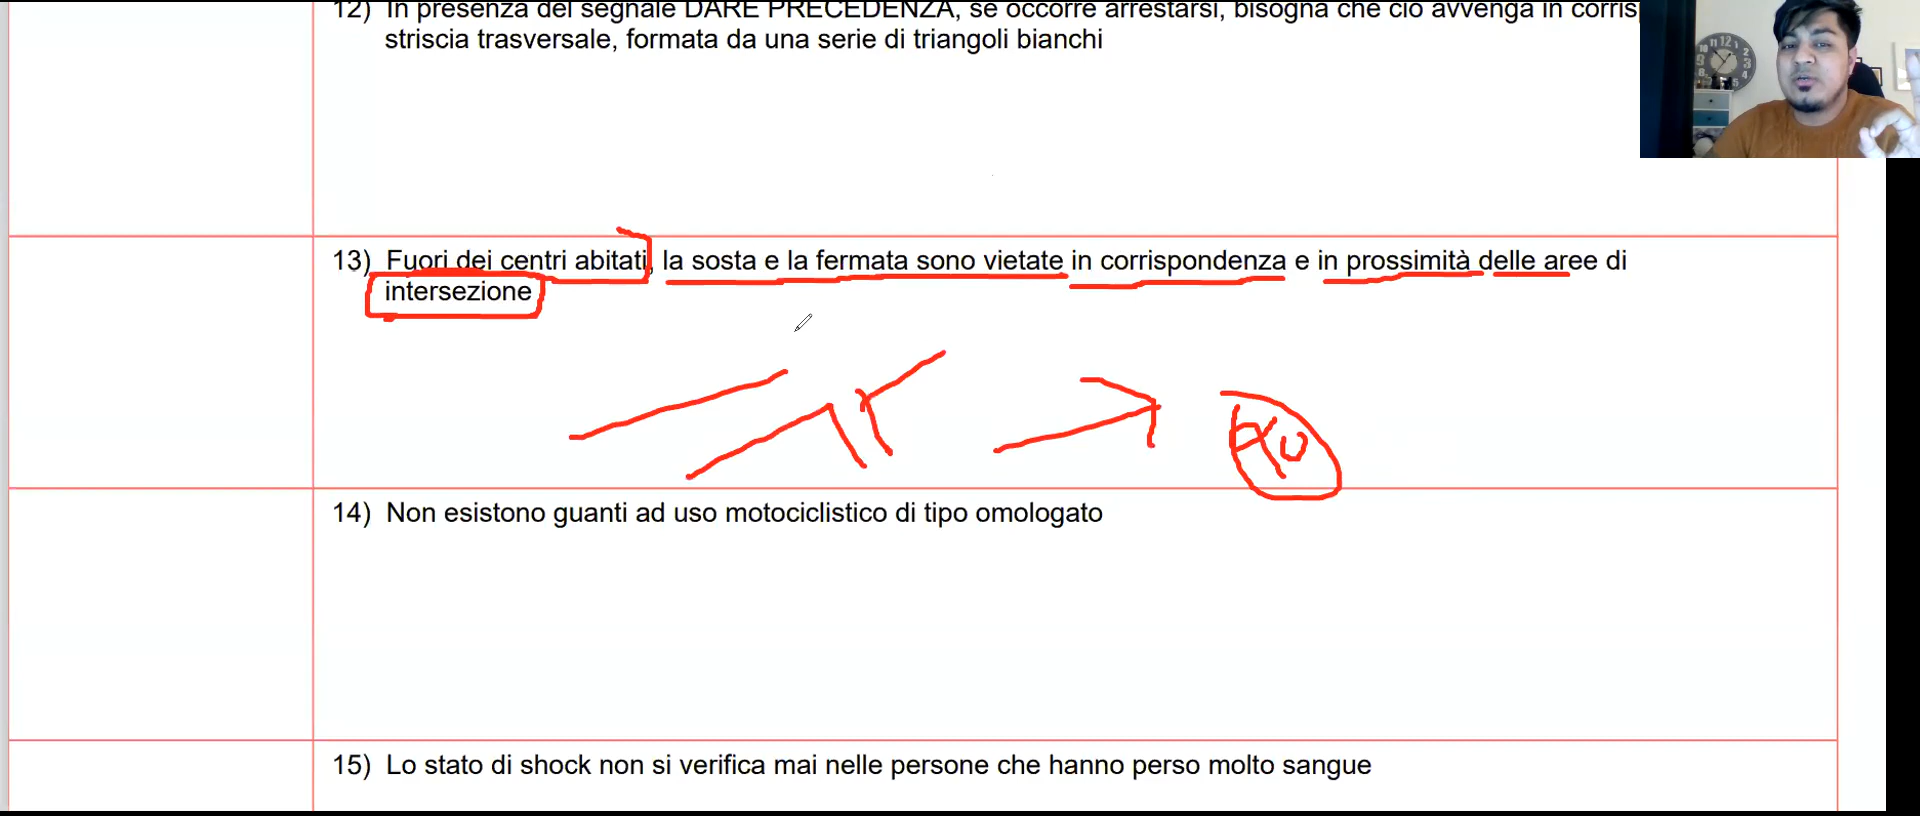 12) In presenza del segnale DARE PRECEDENZA, se occorre arrestarsi, bisogna che ciò avvenga in corris
striscia trasversale, formata da una serie di triangoli bianchi
13) Fuori dei centri abitati, la sosta e la fermata sono vietate in corrispondenza e in prossimità delle aree di
intersezione
14) Non esistono guanti ad uso motociclistico di tipo omologato
15) Lo stato di shock non si verifica mai nelle persone che hanno perso molto sangue